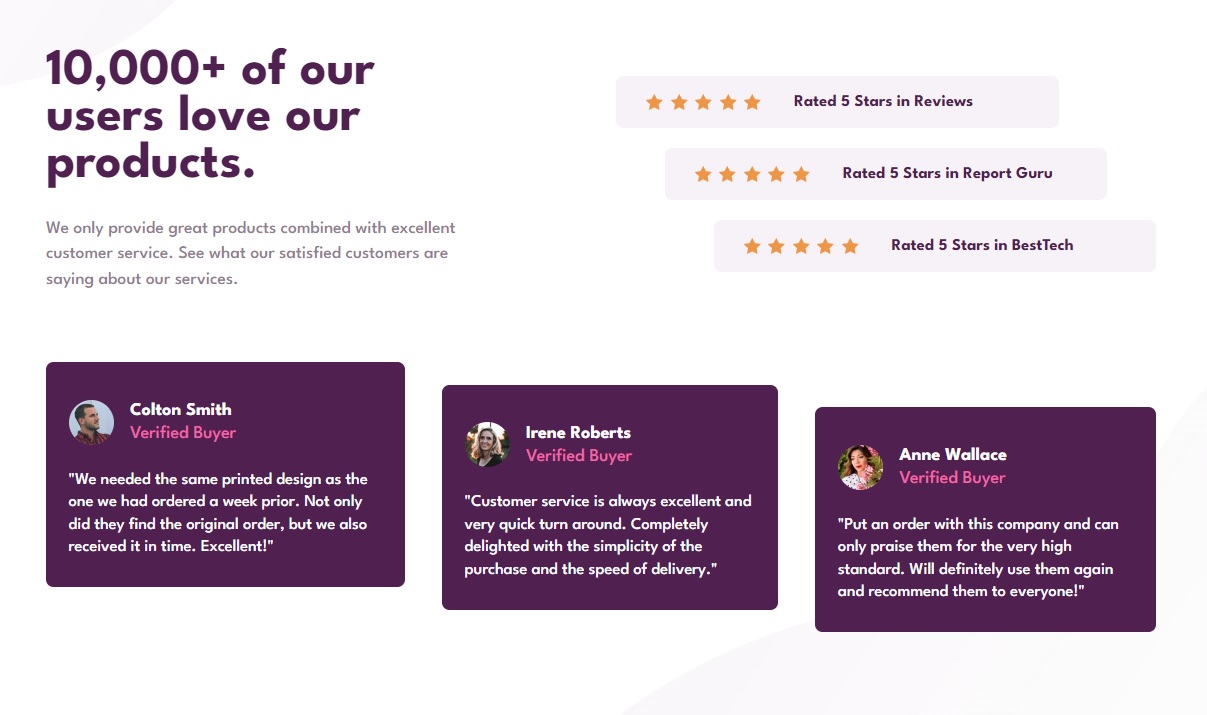 10,000+ of our
users love our
products.
We only provide great products combined with excellent
customer service. See what our satisfied customers are
saying about our services.
Rated 5 Stars in Reviews
Rated 5 Stars in Report Guru
Rated 5 Stars in BestTech
Colton Smith
Verified Buyer
"We needed the same printed design as the
one we had ordered a week prior. Not only
did they find the original order, but we also
received it in time. Excellent!"
Irene Roberts
Verified Buyer
"Customer service is always excellent and
very quick turn around. Completely
delighted with the simplicity of the
purchase and the speed of delivery."
Anne Wallace
Verified Buyer
"Put an order with this company and can
only praise them for the very high
standard. Will definitely use them again
and recommend them to everyone!"